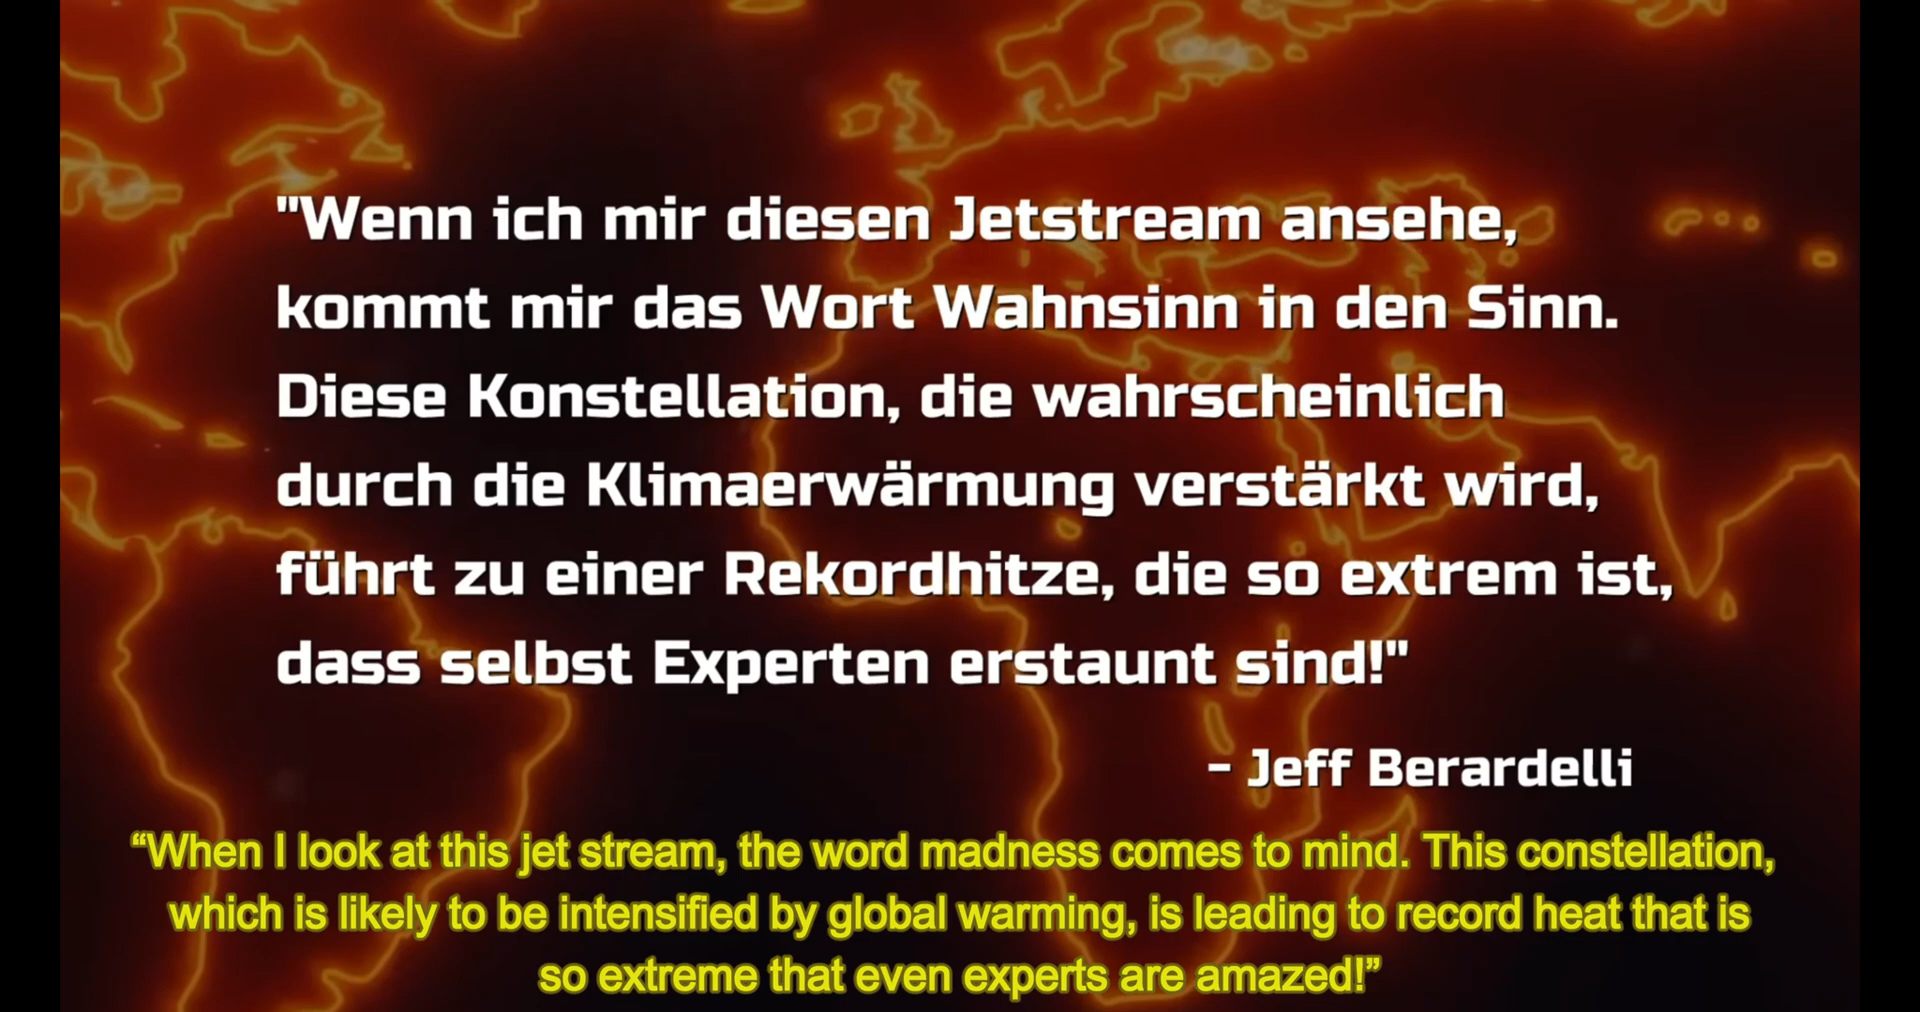 "Wenn ich mir diesen Jetstream ansehe,
kommt mir das Wort Wahnsinn in den Sinn.
Diese Konstellation, die wahrscheinlich
durch die Klimaerwärmung verstärkt wird,
führt zu einer Rekordhitze, die so extrem ist,
dass selbst Experten erstaunt sind!"
- Jeff Berardelli
“When I look at this jet stream, the word madness comes to mind. This constellation,
which is likely to be intensified by global warming, is leading to record heat that is
so extreme that even experts are amazed!”